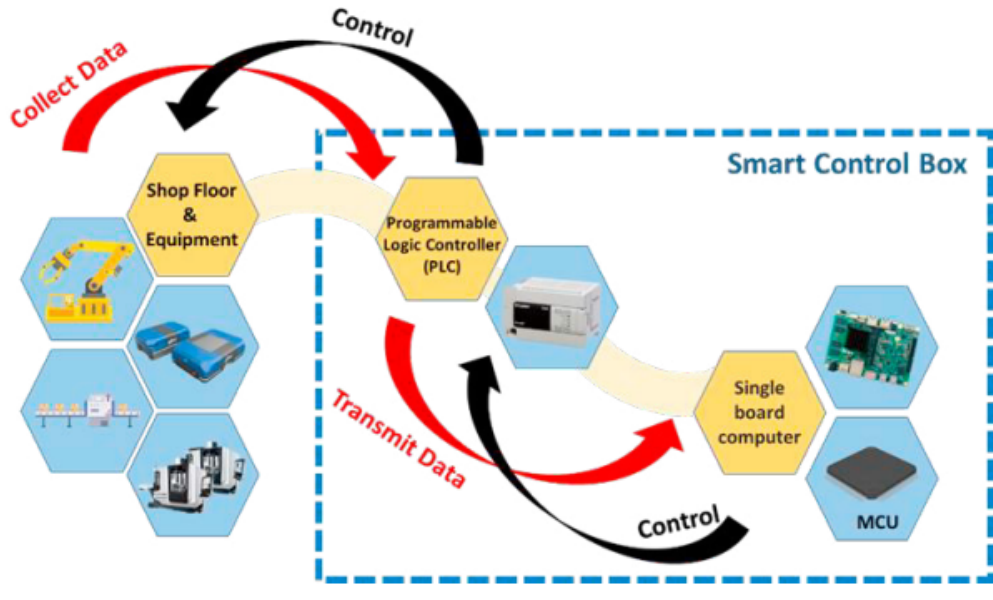 Control
Collect Data
Smart Control Box
Shop Floor
&
Equipment
Programmable
Logic Controller
(PLC)
Transmit Data
Single
board
computer
Control
MCU